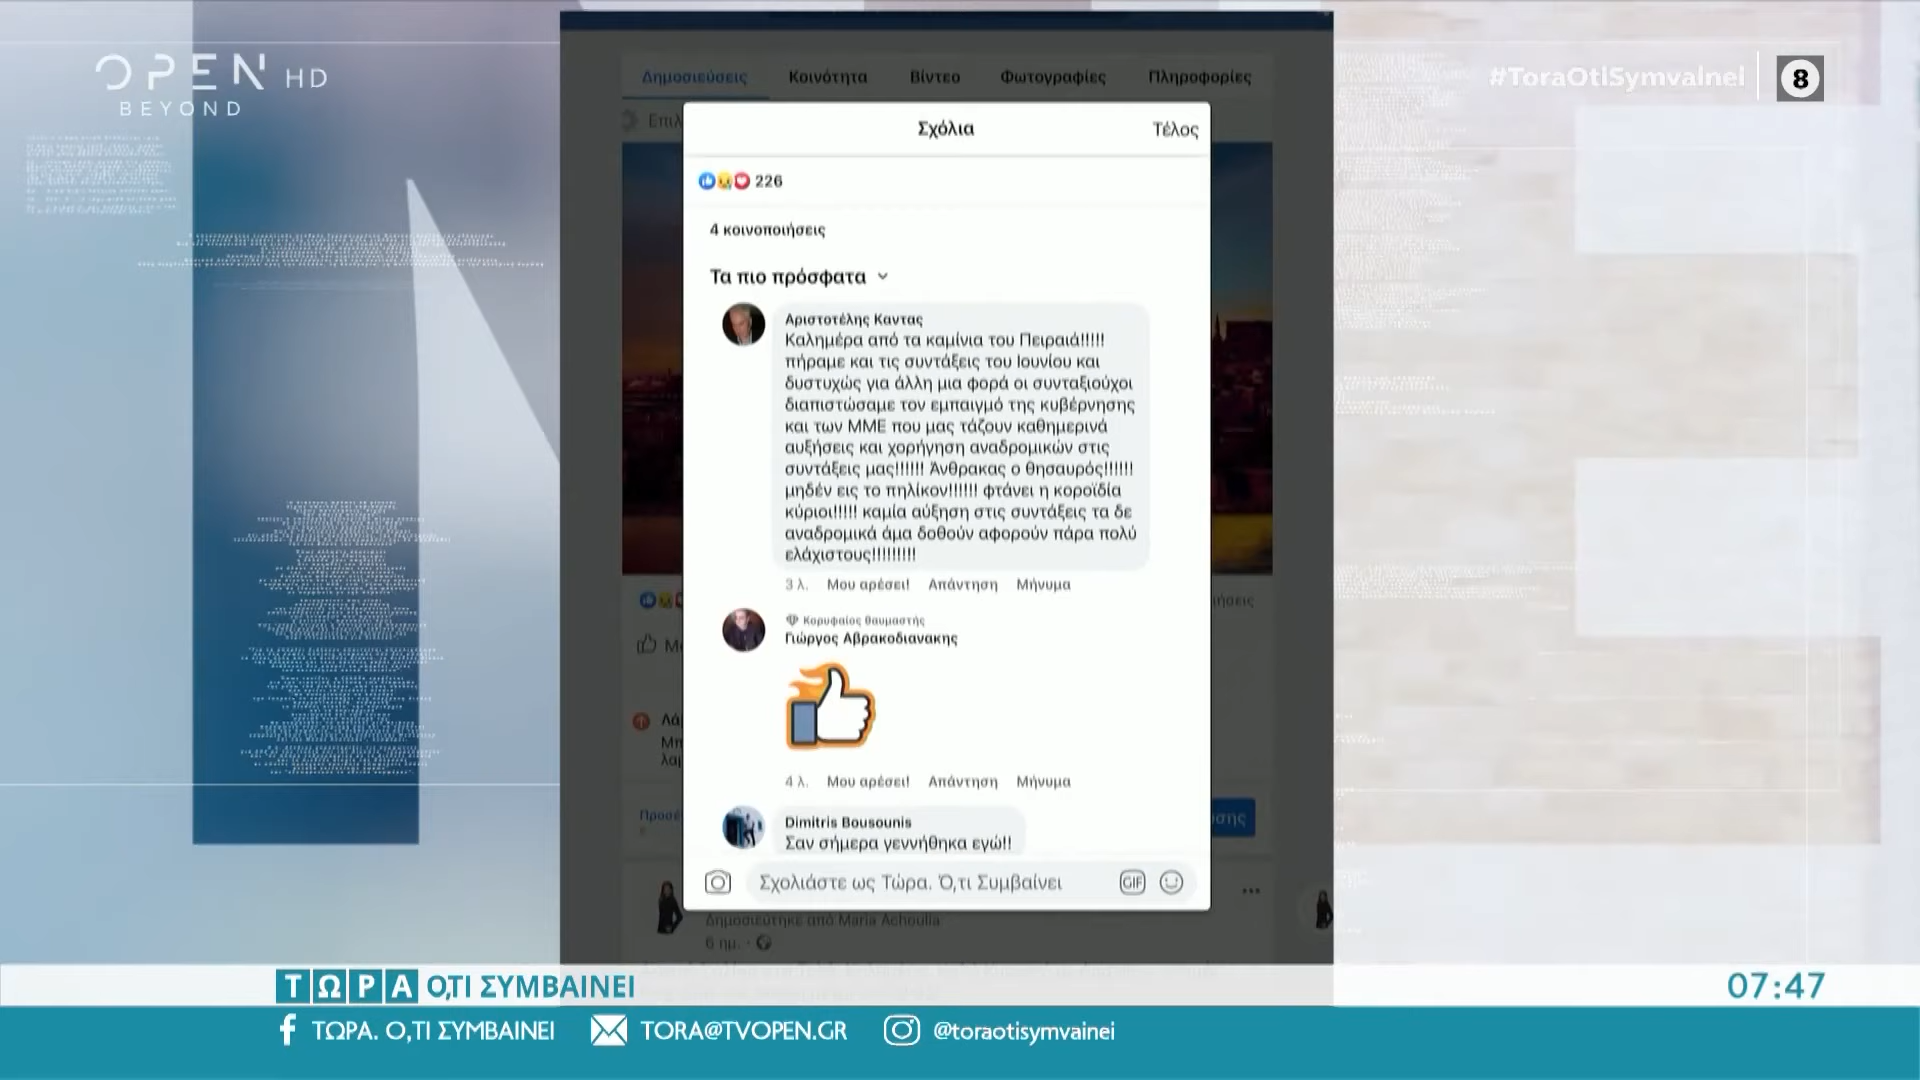 OPEN HD
BEYOND
#ToraOtiSymvaInei
8
Δημοσιεύσεις Κοινότητα Βίντεο Φωτογραφίες Πληροφορίες
Σχόλια Τέλος
226
4 κοινοποιήσεις
Τα πιο πρόσφατα
Αριστοτέλης Καντας
Καλημέρα από τα καμίνια του Πειραιά!!!!!
πήραμε και τις συντάξεις του Ιουνίου και
δυστυχώς για άλλη μια φορά οι συνταξιούχοι
διαπιστώσαμε τον εμπαιγμό της κυβέρνησης
και των ΜΜΕ που μας τάζουν καθημερινά
αυξήσεις και χορήγηση αναδρομικών στις
συντάξεις μας!!!!!! Άνθρακας ο θησαυρός!!!!!!
μηδέν εις το πηλίκον!!!!!! φτάνει η κοροϊδία
κύριοι!!!!! καμία αύξηση στις συντάξεις τα δε
αναδρομικά άμα δοθούν αφορούν πάρα πολύ
ελάχιστους!!!!!!!!!
3 λ. Μου αρέσει! Απάντηση Μήνυμα
Κορυφαίος θαυμαστής
Γιώργος Αβρακοδιανακης
4 λ. Μου αρέσει! Απάντηση Μήνυμα
Dimitris Bousounis
Σαν σήμερα γεννήθηκα εγώ!!
Σχολιάστε ως Τώρα. Ό,τι Συμβαίνει GIF
Δημοσιεύτηκε από Maria Achoulia
6 ημ.
ΤΩΡΑ Ο,ΤΙ ΣΥΜΒΑΙΝΕΙ
07:47
ΤΩΡΑ. Ο,ΤΙ ΣΥΜΒΑΙΝΕΙ TORA@TVOPEN.GR @toraotisymvainei